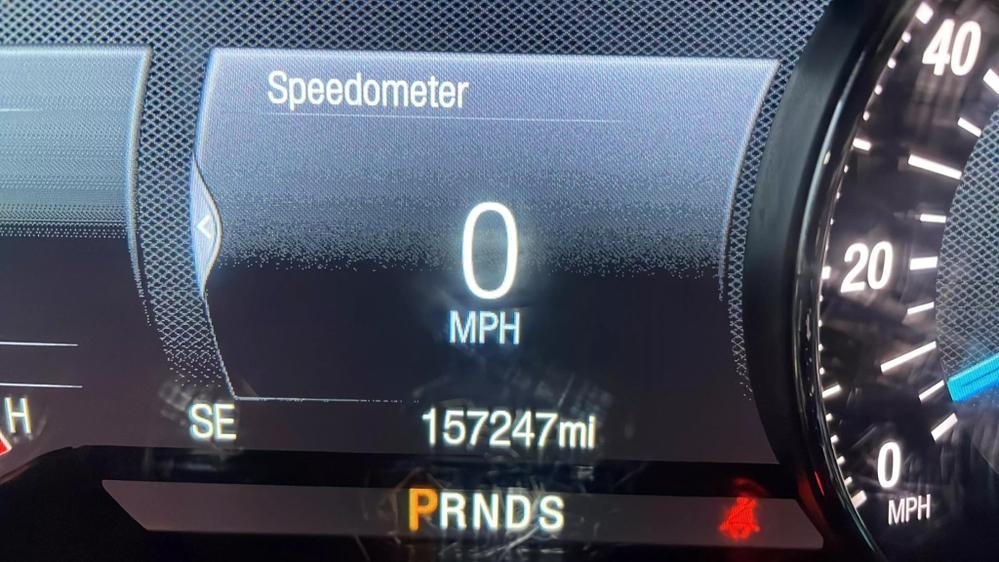 Speedometer
0
MPH
H
SE
157247mi
PRNDS
40
20
0
MPH